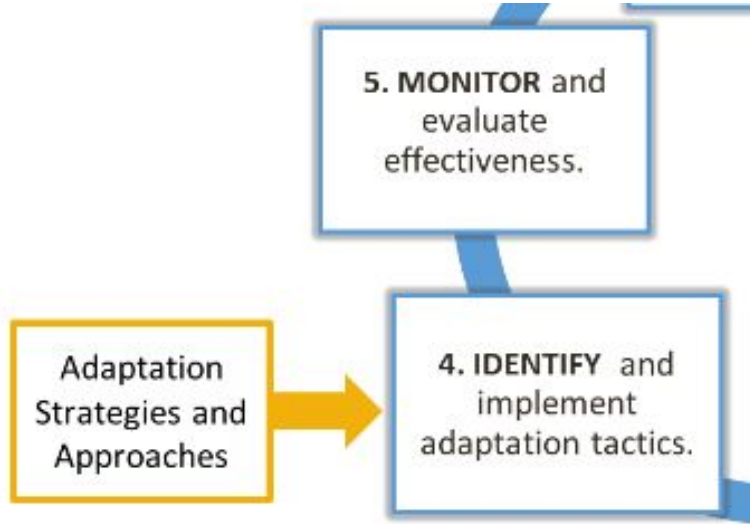 5. MONITOR and
evaluate
effectiveness.
Adaptation
Strategies and
Approaches
4. IDENTIFY and
implement
adaptation tactics.